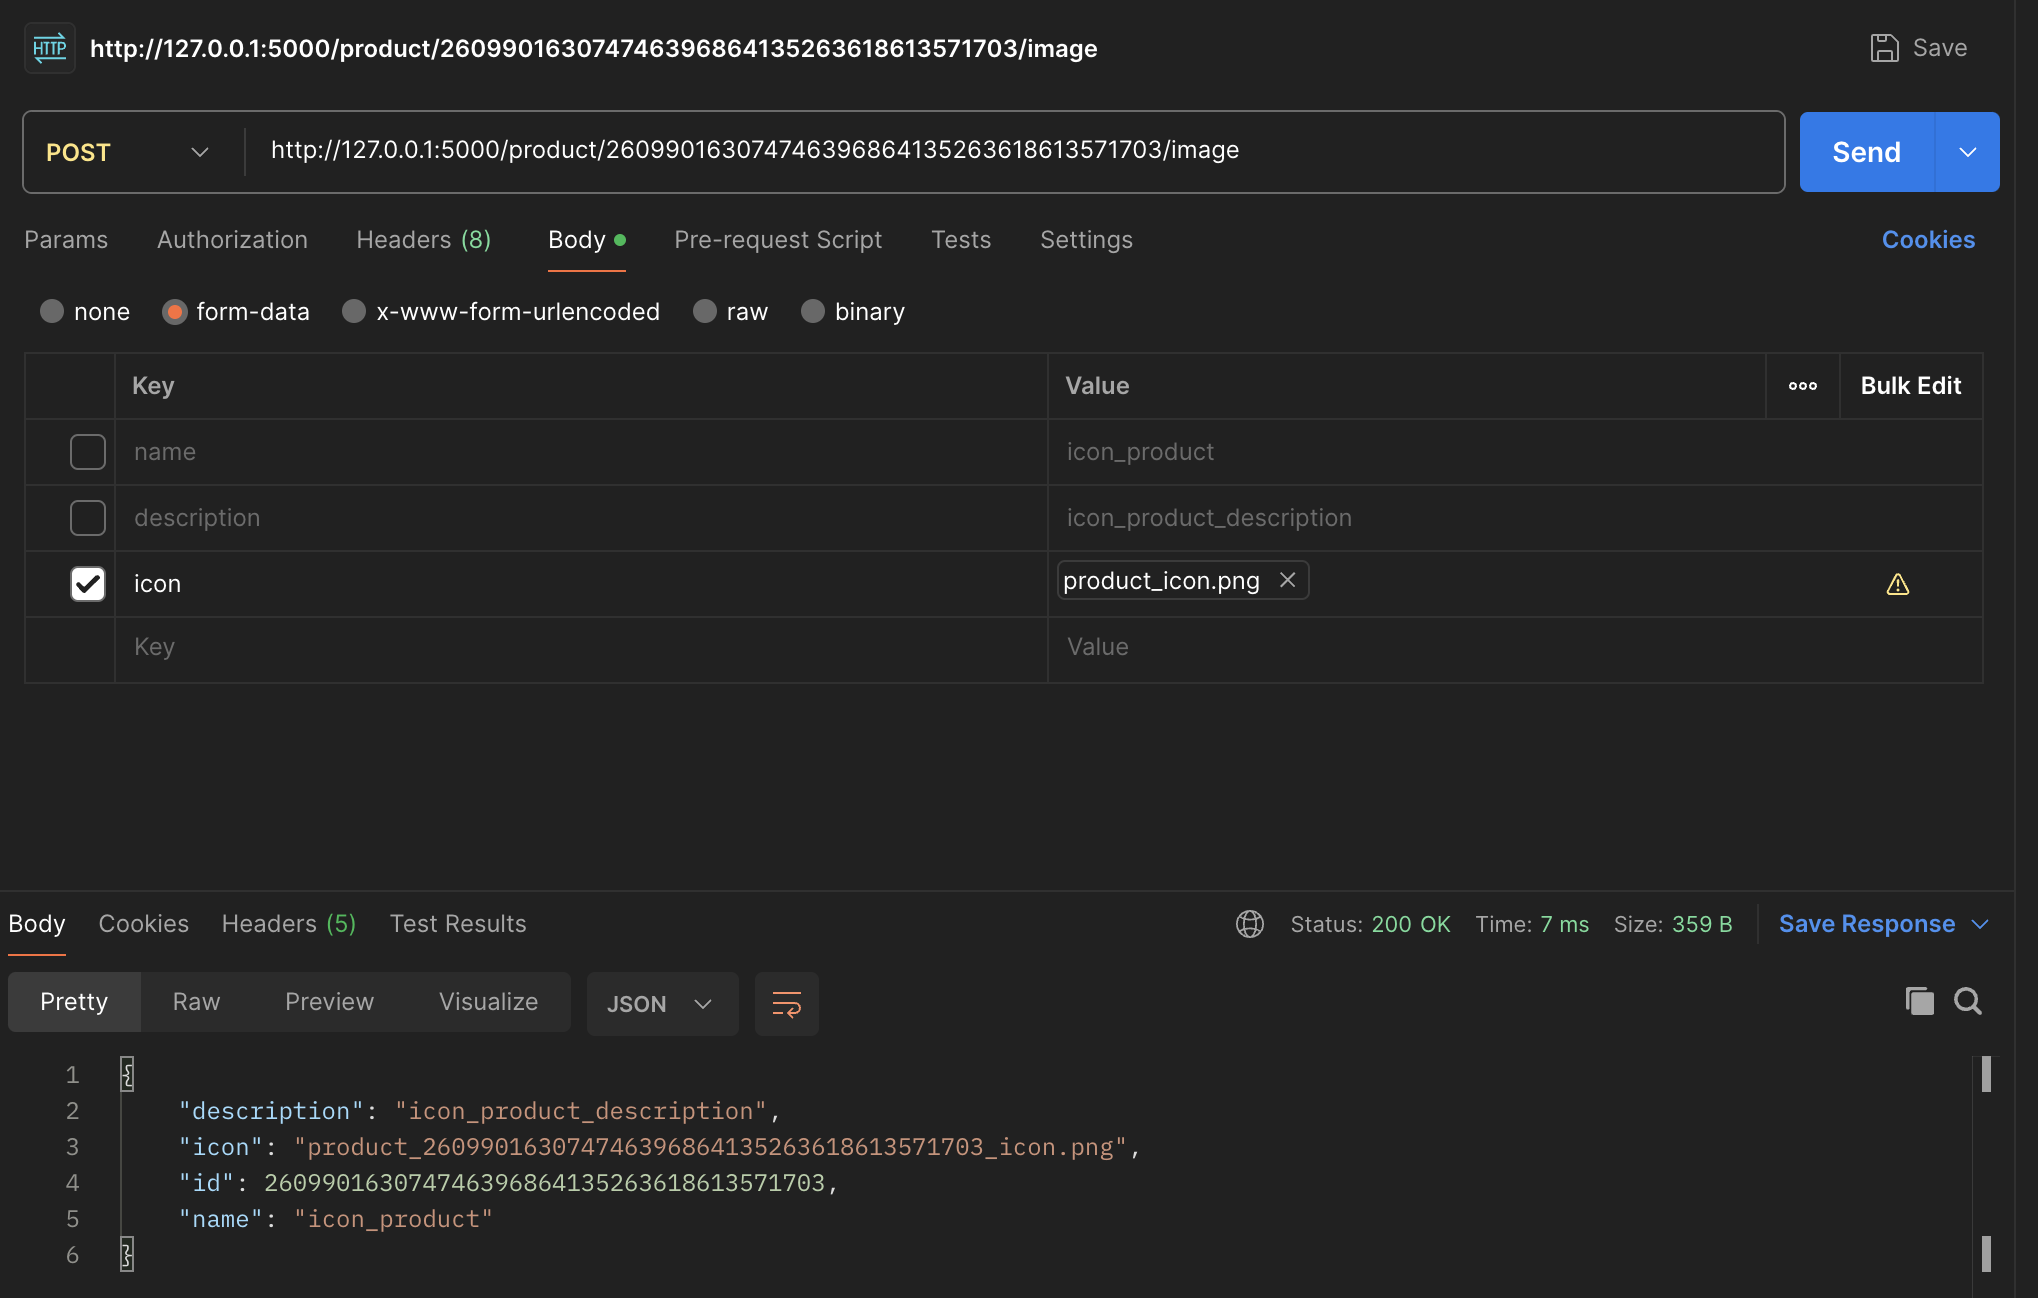 HTTP http://127.0.0.1:5000/product/260990163074746396864135263618613571703/image Save
POST http://127.0.0.1:5000/product/260990163074746396864135263618613571703/image Send
Params Authorization Headers (8) Body Pre-request Script Tests Settings Cookies
none form-data x-www-form-urlencoded raw binary
Key Value Bulk Edit
name icon_product
description icon_product_description
icon product_icon.png
Key Value
Body Cookies Headers (5) Test Results Status: 200 OK Time: 7 ms Size: 359 B Save Response
Pretty Raw Preview Visualize JSON
1 {
2 "description": "icon_product_description",
3 "icon": "product_260990163074746396864135263618613571703_icon.png",
4 "id": 260990163074746396864135263618613571703,
5 "name": "icon_product"
6 }